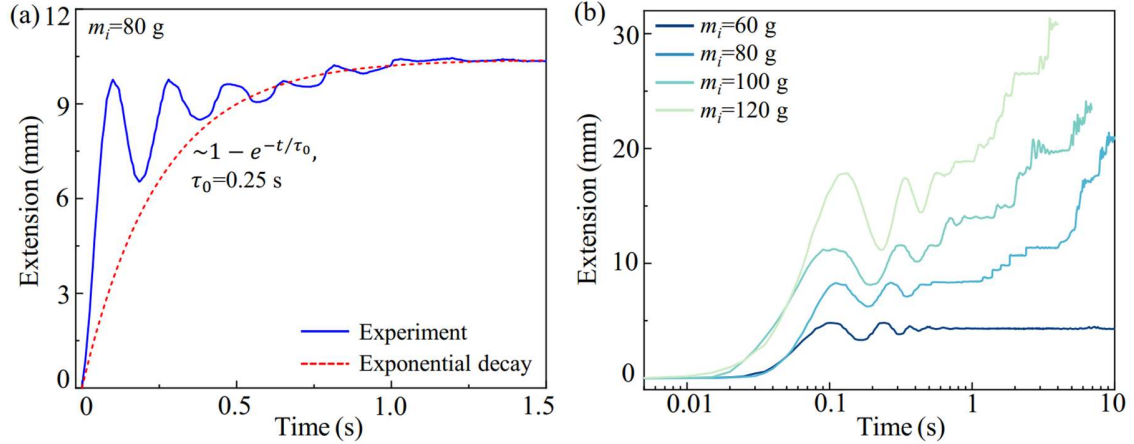 (a)
12
9
6
3
0
Extension (mm)
m_i=80 g
~1 − e^{−t/τ_0},
τ_0=0.25 s
Experiment
Exponential decay
0
0.5
1.0
1.5
Time (s)
(b)
30
20
10
0
Extension (mm)
m_i=60 g
m_i=80 g
m_i=100 g
m_i=120 g
0.01
0.1
1
10
Time (s)